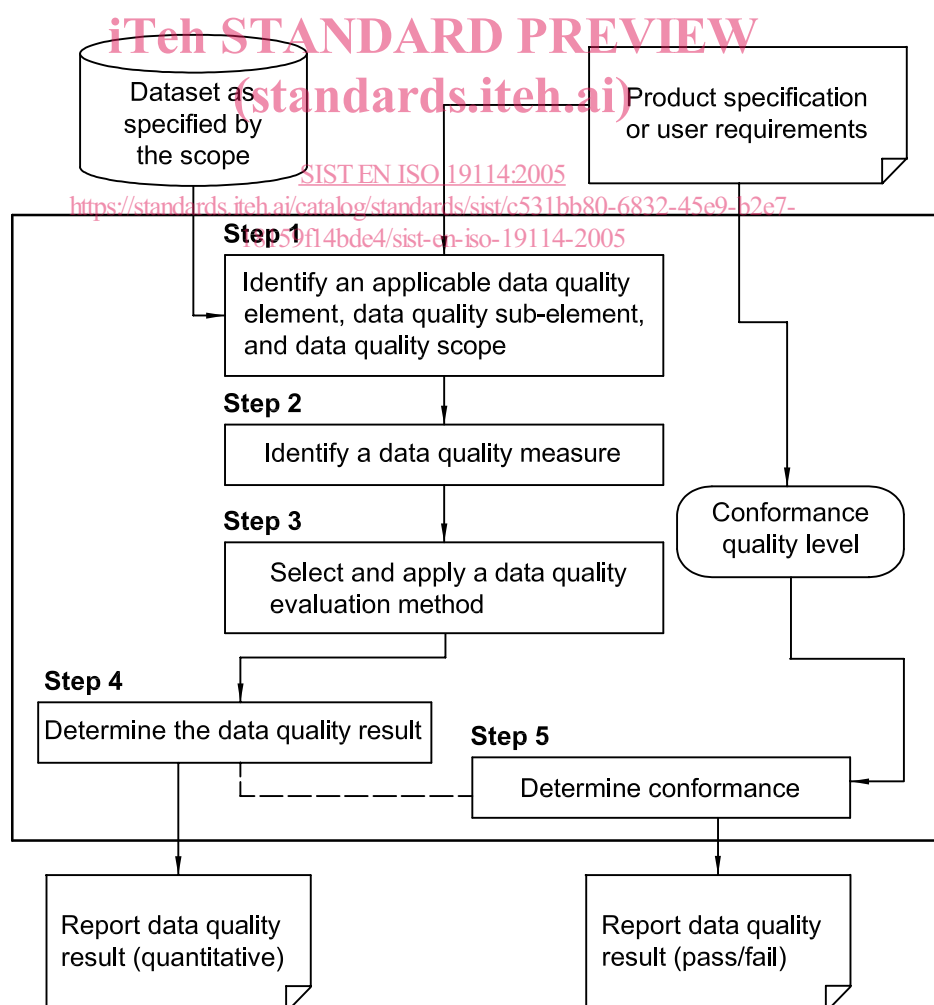 iTeh STANDARD PREVIEW
(standards.iteh.ai)
Dataset as
specified by
the scope
Product specification
or user requirements
SIST EN ISO 19114:2005
https://standards.iteh.ai/catalog/standards/sist/c531bb80-6832-45e9-b2e7-
18159f14bde4/sist-en-iso-19114-2005
Step 1
Identify an applicable data quality
element, data quality sub-element,
and data quality scope
Step 2
Identify a data quality measure
Step 3
Select and apply a data quality
evaluation method
Conformance
quality level
Step 4
Determine the data quality result
Step 5
Determine conformance
Report data quality
result (quantitative)
Report data quality
result (pass/fail)